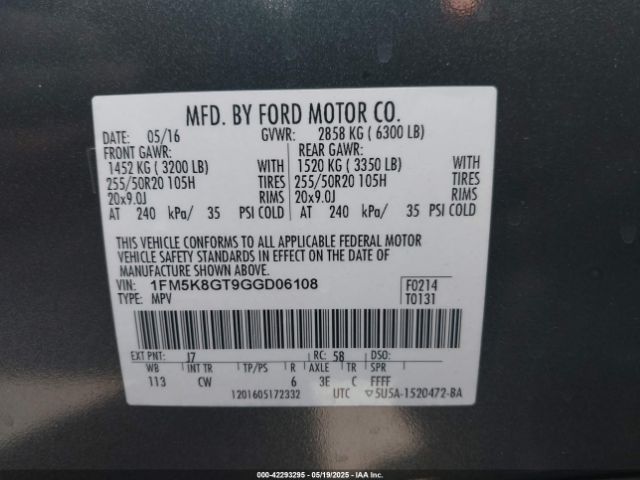 MFD. BY FORD MOTOR CO.
DATE: 05/16 GVWR: 2858 KG ( 6300 LB)
FRONT GAWR: REAR GAWR:
1452 KG ( 3200 LB) WITH 1520 KG ( 3350 LB) WITH
255/50R20 105H TIRES 255/50R20 105H TIRES
20x9.0J RIMS 20x9.0J RIMS
AT 240 kPa/ 35 PSI COLD AT 240 kPa/ 35 PSI COLD
THIS VEHICLE CONFORMS TO ALL APPLICABLE FEDERAL MOTOR
VEHICLE SAFETY STANDARDS IN EFFECT ON THE DATE OF
MANUFACTURE SHOWN ABOVE.
VIN: 1FM5K8GT9GGD06108 F0214
TYPE: MPV T0131
EXT PNT: J7 RC: 58 DSO:
WB INT TR TP/PS R AXLE TR SPR
113 CW 6 3E C FFFF
1201605172332 UTC ▽5U5A-1520472-BA
000-42293295 - 05/19/2025 - IAA, Inc.